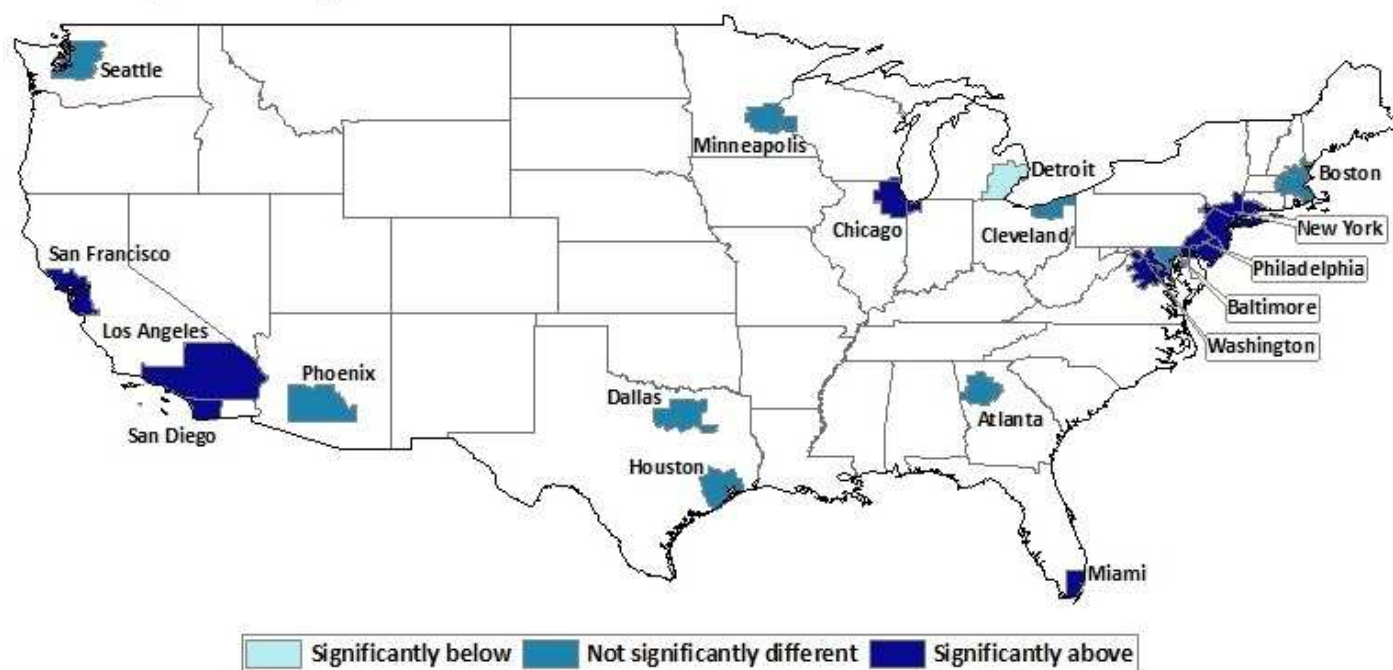 Seattle
Minneapolis
Detroit
Boston
Chicago
Cleveland
New York
San Francisco
Philadelphia
Baltimore
Los Angeles
Washington
Phoenix
Dallas
Atlanta
San Diego
Houston
Miami
Significantly below
Not significantly different
Significantly above